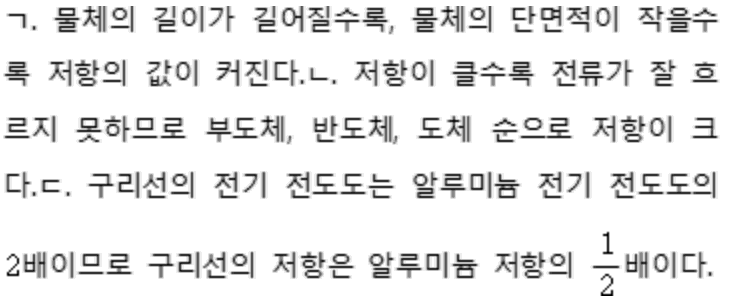 ㄱ. 물체의 길이가 길어질수록, 물체의 단면적이 작을수
록 저항의 값이 커진다.ㄴ. 저항이 클수록 전류가 잘 흐
르지 못하므로 부도체, 반도체, 도체 순으로 저항이 크
다.ㄷ. 구리선의 전기 전도도는 알루미늄 전기 전도도의
2배이므로 구리선의 저항은 알루미늄 저항의 1/2배이다.